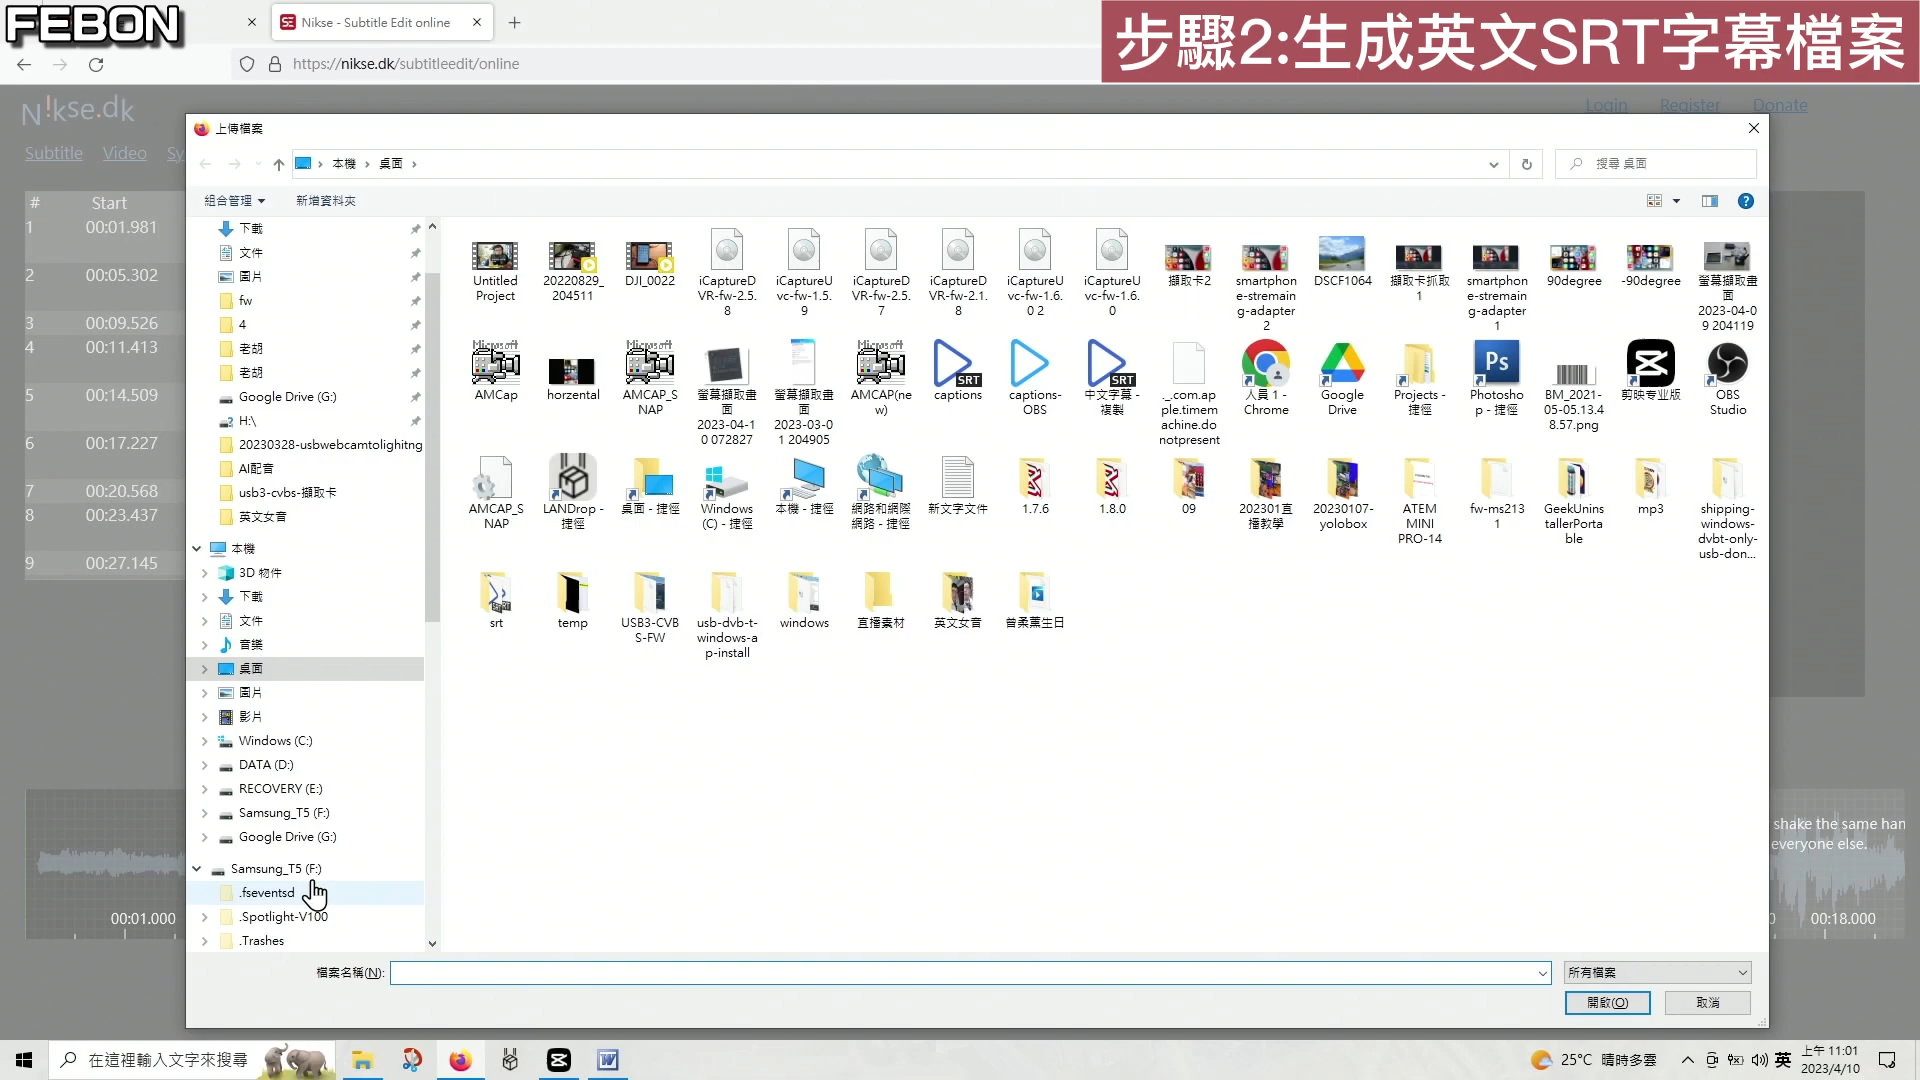 FEBON
Nikse - Subtitle Edit online
步驟2:生成英文SRT字幕檔案
https://nikse.dk/subtitleedit/online
N!kse.dk
Login Register Donate
Subtitle Video Sy
上傳檔案
本機 桌面
搜尋 桌面
組合管理 新增資料夾
# Start
1 00:01.981
2 00:05.302
3 00:09.526
4 00:11.413
5 00:14.509
6 00:17.227
7 00:20.568
8 00:23.437
9 00:27.145
下載
文件
圖片
fw
4
老胡
老胡
Google Drive (G:)
H:\
20230328-usbwebcamtolighitng
AI配音
usb3-cvbs-擷取卡
英文女音
本機
3D 物件
下載
文件
音樂
桌面
圖片
影片
Windows (C:)
DATA (D:)
RECOVERY (E:)
Samsung_T5 (F:)
Google Drive (G:)
Samsung_T5 (F:)
.fseventsd
.Spotlight-V100
.Trashes
Untitled Project
20220829_204511
DJI_0022
iCaptureDVR-fw-2.5.8
iCaptureUvc-fw-1.5.9
iCaptureDVR-fw-2.5.7
iCaptureDVR-fw-2.1.8
iCaptureUvc-fw-1.6.0 2
iCaptureUvc-fw-1.6.0
擷取卡2
smartphone-stremaing-adapter2
DSCF1064
擷取卡抓取1
smartphone-stremaing-adapter1
90degree
-90degree
螢幕擷取畫面 2023-04-09 204119
Microsoft
AMCap
horzental
Microsoft
AMCAP_SNAP
螢幕擷取畫面 2023-04-10 072827
螢幕擷取畫面 2023-03-01 204905
Microsoft
AMCAP(new)
SRT
captions
captions-OBS
SRT
中文字幕 - 複製
._.com.apple.timemachine.donotpresent
人員 1 - Chrome
Google Drive
Projects - 捷徑
Ps
Photoshop - 捷徑
BM_2021-05-05.13.48.57.png
剪映专业版
OBS Studio
AMCAP_SNAP
LANDrop - 捷徑
桌面 - 捷徑
Windows (C) - 捷徑
本機 - 捷徑
網路和網際網路 - 捷徑
新文字文件
1.7.6
1.8.0
09
202301直播教學
20230107-yolobox
ATEM MINI PRO-14
fw-ms2131
GeekUninstallerPortable
mp3
shipping-windows-dvbt-only-usb-don...
srt
temp
USB3-CVBS-FW
usb-dvb-t-windows-ap-install
windows
直播素材
英文女音
曾柔薰生日
shake the same han
everyone else.
00:01.000
0 00:18.000
檔案名稱(N):
所有檔案
開啟(O) 取消
在這裡輸入文字來搜尋
25°C 晴時多雲
英
上午 11:01
2023/4/10